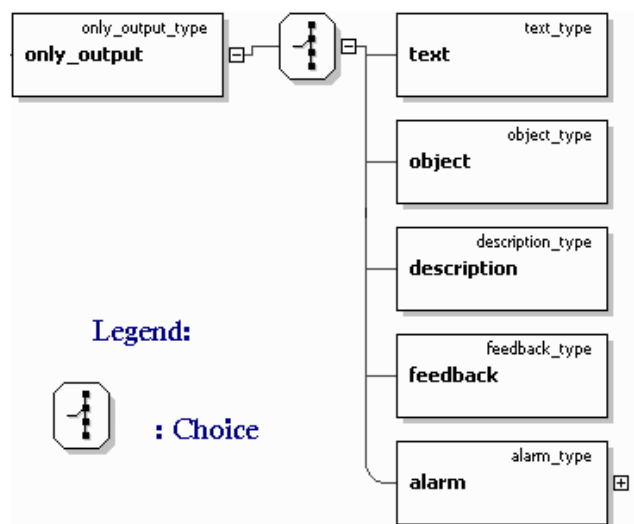 only_output_type
only_output
text_type
text
object_type
object
description_type
description
feedback_type
feedback
alarm_type
alarm
Legend:
: Choice